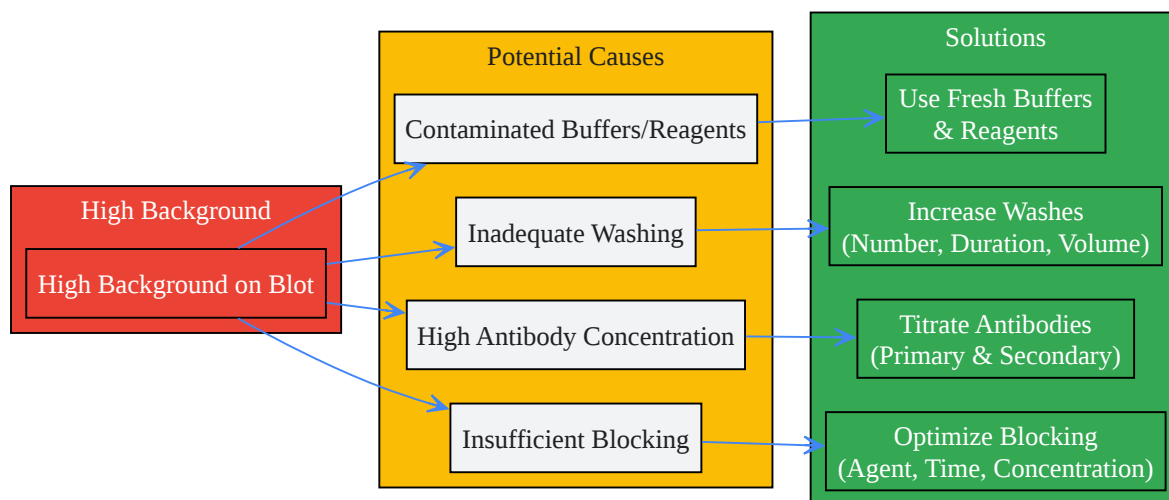 High Background
High Background on Blot
Potential Causes
Contaminated Buffers/Reagents
Inadequate Washing
High Antibody Concentration
Insufficient Blocking
Solutions
Use Fresh Buffers
& Reagents
Increase Washes
(Number, Duration, Volume)
Titrate Antibodies
(Primary & Secondary)
Optimize Blocking
(Agent, Time, Concentration)